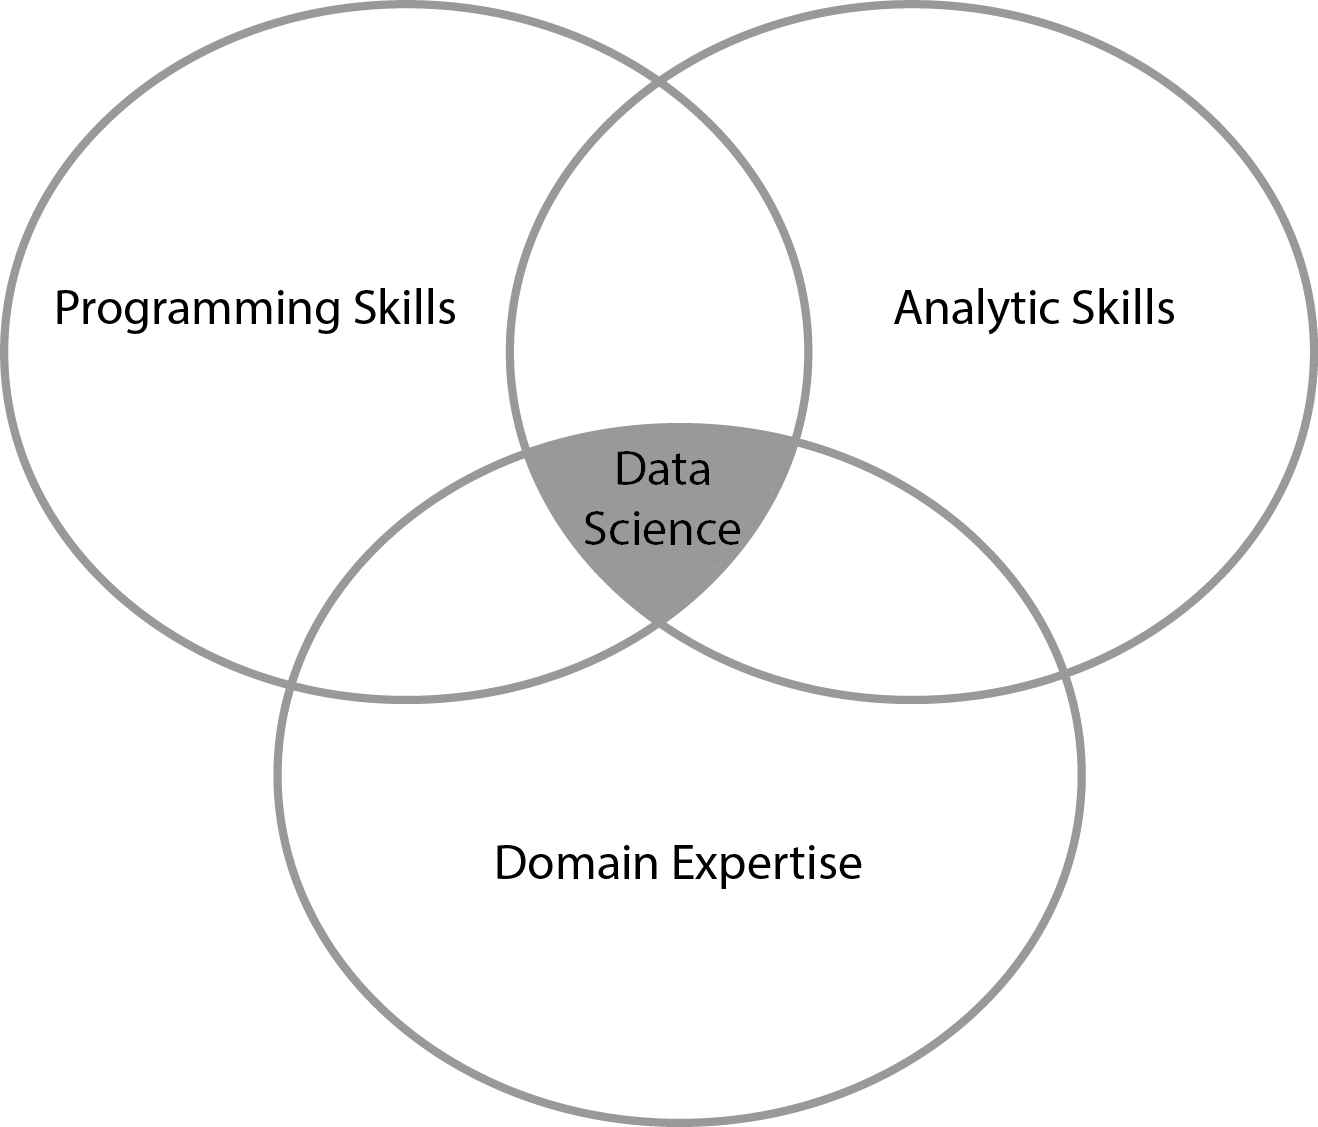 Programming Skills
Analytic Skills
Data
Science
Domain Expertise